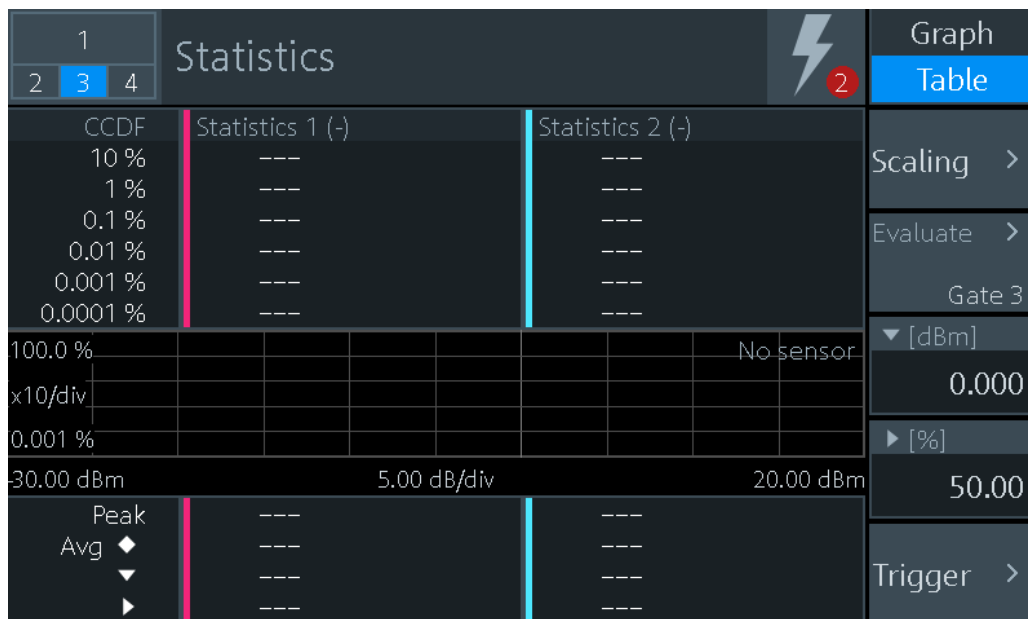 1
2 3 4
Statistics
2
Graph
Table
CCDF Statistics 1 (-) Statistics 2 (-)
10 % --- ---
1 % --- ---
0.1 % --- ---
0.01 % --- ---
0.001 % --- ---
0.0001 % --- ---
100.0 % No sensor
x10/div
0.001 %
-30.00 dBm 5.00 dB/div 20.00 dBm
Peak --- ---
Avg ◆ --- ---
▼ --- ---
▶ --- ---
Scaling >
Evaluate >
Gate 3
▼ [dBm]
0.000
▶ [%]
50.00
Trigger >